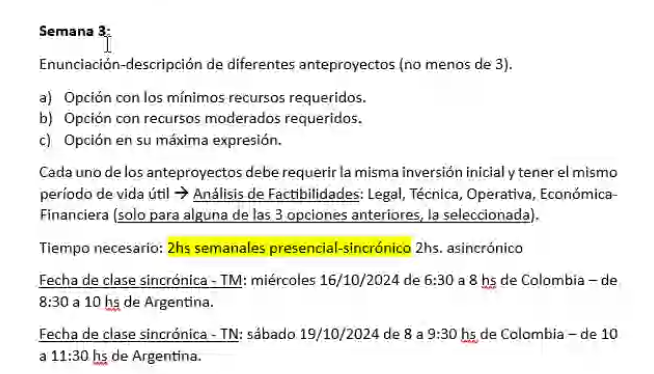 Semana 3:
Enunciación-descripción de diferentes anteproyectos (no menos de 3).
a) Opción con los mínimos recursos requeridos.
b) Opción con recursos moderados requeridos.
c) Opción en su máxima expresión.
Cada uno de los anteproyectos debe requerir la misma inversión inicial y tener el mismo
período de vida útil → Análisis de Factibilidades: Legal, Técnica, Operativa, Económica-
Financiera (solo para alguna de las 3 opciones anteriores, la seleccionada).
Tiempo necesario: 2hs semanales presencial-sincrónico 2hs. asincrónico
Fecha de clase sincrónica - TM: miércoles 16/10/2024 de 6:30 a 8 hs de Colombia – de
8:30 a 10 hs de Argentina.
Fecha de clase sincrónica - TN: sábado 19/10/2024 de 8 a 9:30 hs de Colombia – de 10
a 11:30 hs de Argentina.